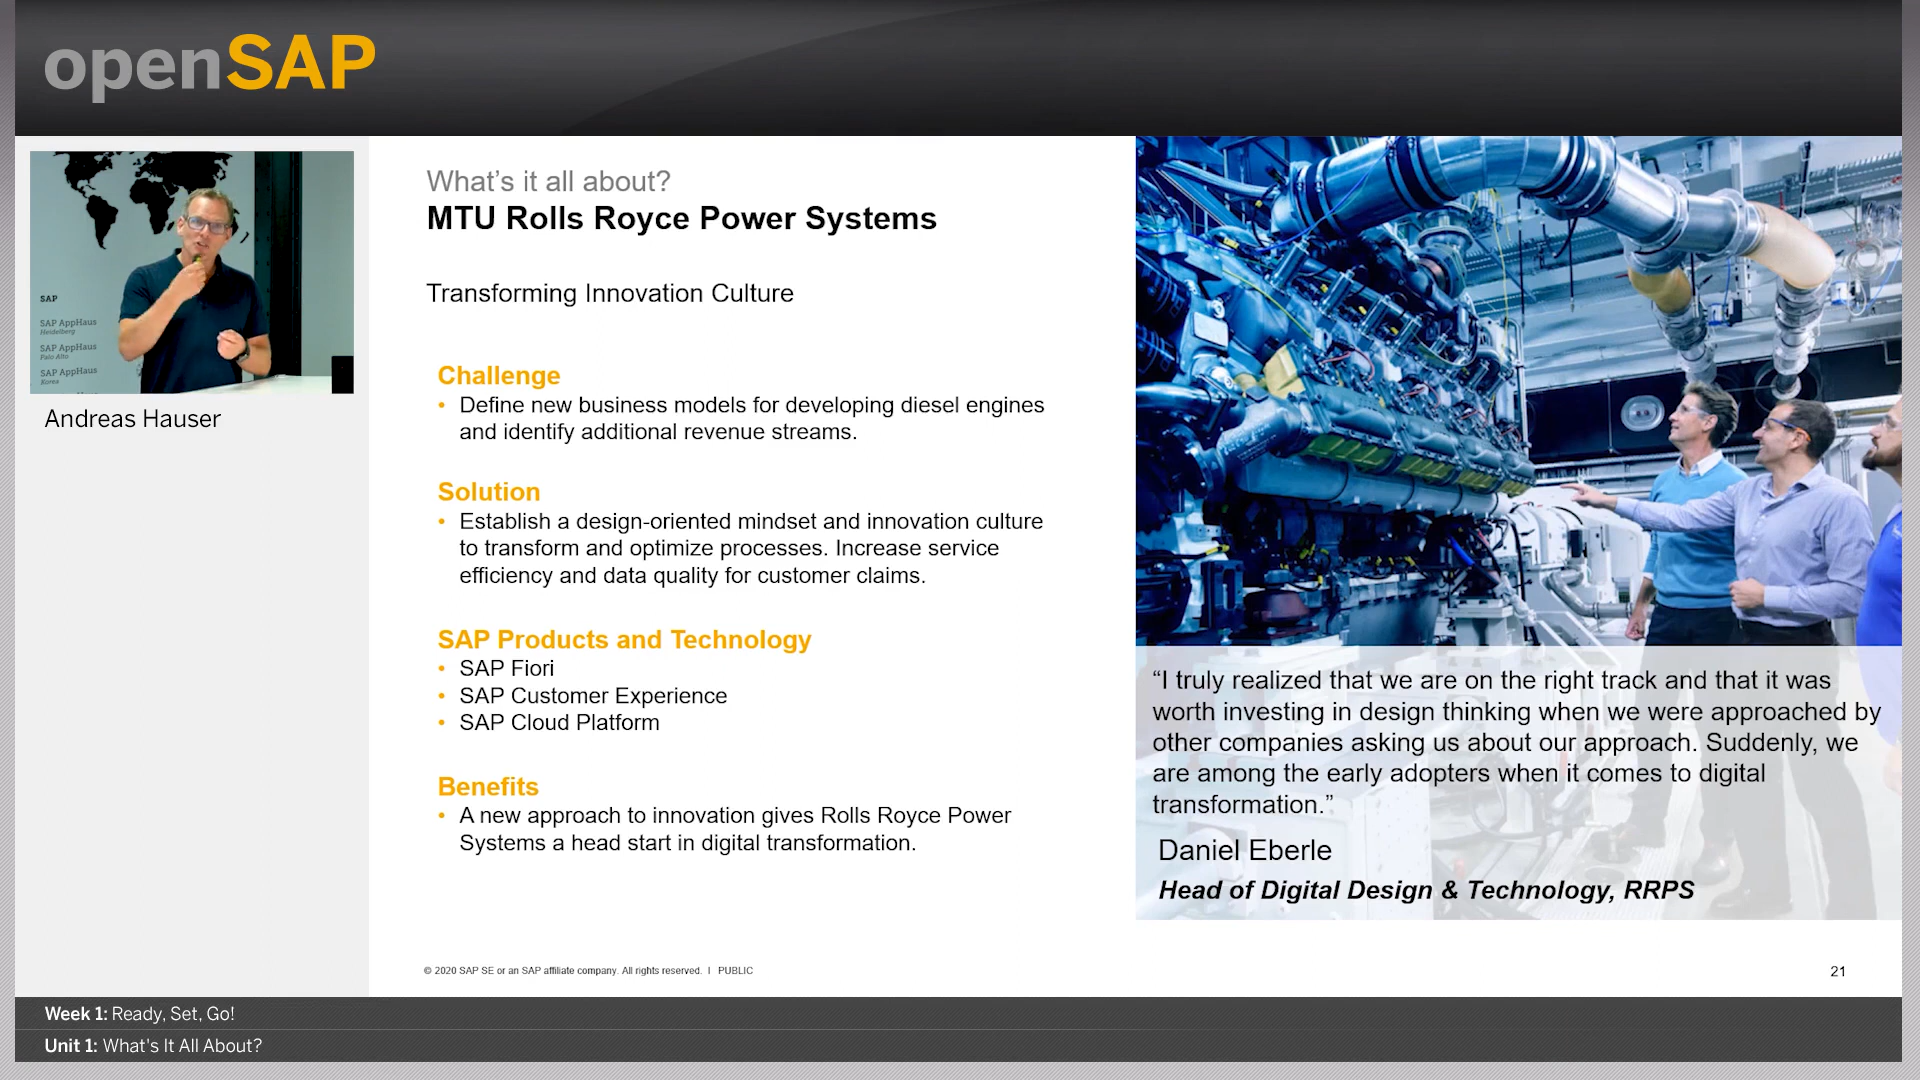 openSAP
SAP
SAP AppHaus
Heidelberg
SAP AppHaus
Palo Alto
SAP AppHaus
Korea
Andreas Hauser
What's it all about?
MTU Rolls Royce Power Systems
Transforming Innovation Culture
Challenge
• Define new business models for developing diesel engines
and identify additional revenue streams.
Solution
• Establish a design-oriented mindset and innovation culture
to transform and optimize processes. Increase service
efficiency and data quality for customer claims.
SAP Products and Technology
• SAP Fiori
• SAP Customer Experience
• SAP Cloud Platform
Benefits
• A new approach to innovation gives Rolls Royce Power
Systems a head start in digital transformation.
“I truly realized that we are on the right track and that it was
worth investing in design thinking when we were approached by
other companies asking us about our approach. Suddenly, we
are among the early adopters when it comes to digital
transformation.”
Daniel Eberle
Head of Digital Design & Technology, RRPS
© 2020 SAP SE or an SAP affiliate company. All rights reserved. I PUBLIC
21
Week 1: Ready, Set, Go!
Unit 1: What's It All About?